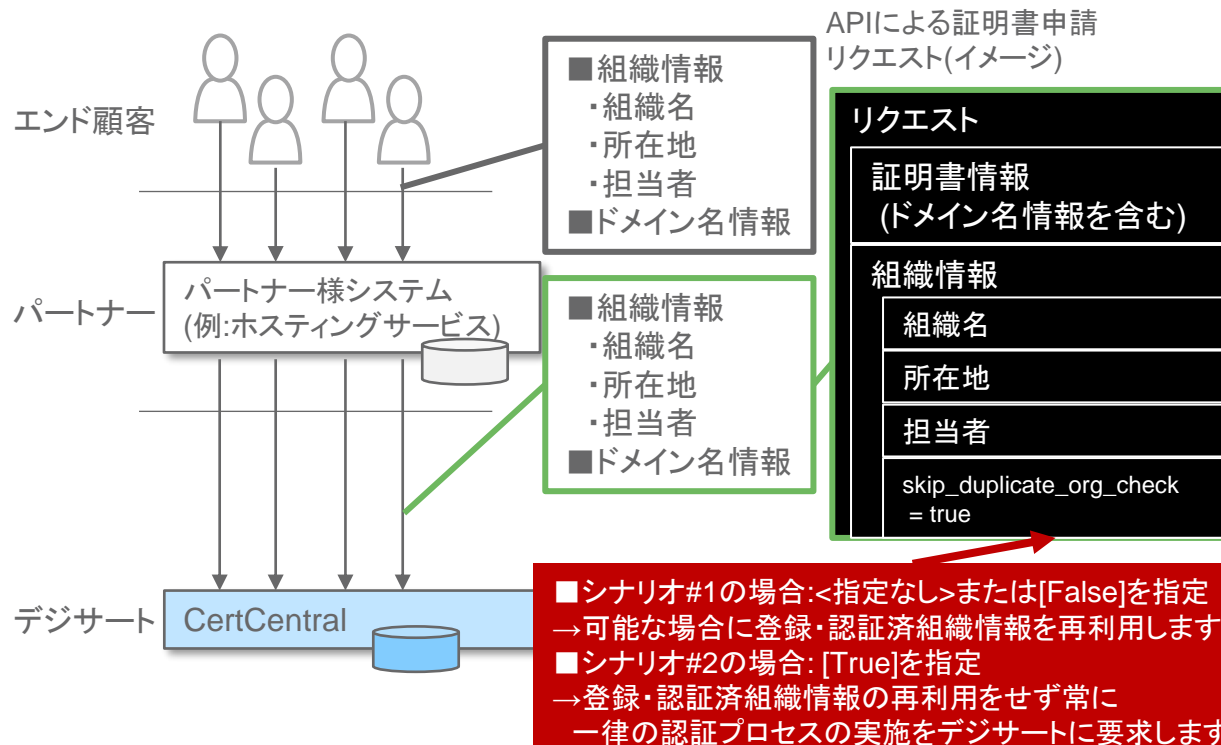 APIによる証明書申請
リクエスト(イメージ)
エンド顧客
■組織情報
・組織名
・所在地
・担当者
■ドメイン名情報
リクエスト
証明書情報
(ドメイン名情報を含む)
組織情報
組織名
所在地
担当者
skip_duplicate_org_check
= true
パートナー
パートナー様システム
(例:ホスティングサービス)
■組織情報
・組織名
・所在地
・担当者
■ドメイン名情報
デジサート
CertCentral
■シナリオ#1の場合:<指定なし>または[False]を指定
→可能な場合に登録・認証済組織情報を再利用します
■シナリオ#2の場合: [True]を指定
→登録・認証済組織情報の再利用をせず常に
一律の認証プロセスの実施をデジサートに要求します